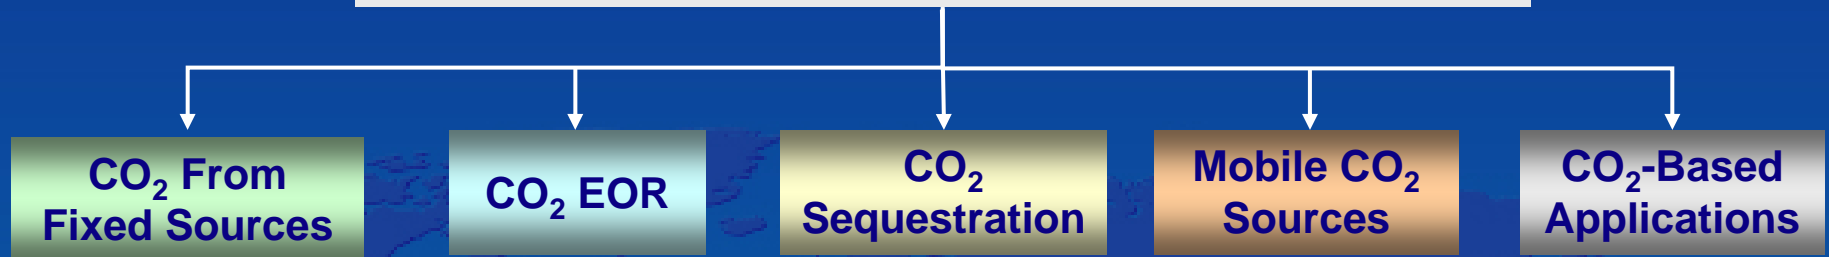 CO₂ From
Fixed Sources
CO₂ EOR
CO₂
Sequestration
Mobile CO₂
Sources
CO₂-Based
Applications